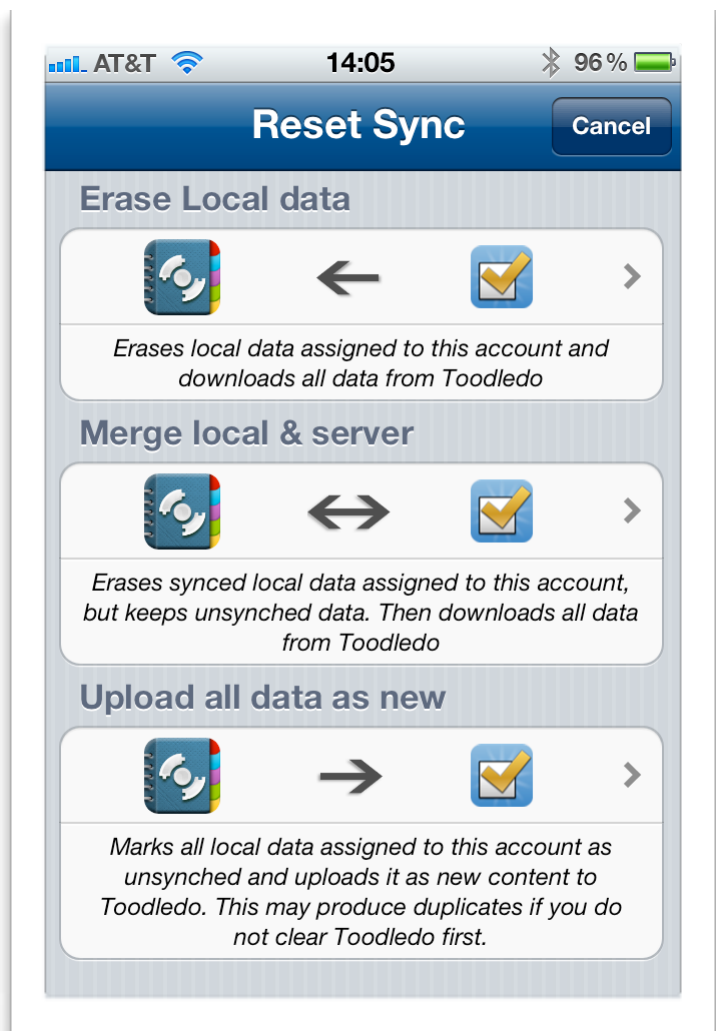 AT&T 14:05 96%
Reset Sync Cancel
Erase Local data
Erases local data assigned to this account and
downloads all data from Toodledo
Merge local & server
Erases synced local data assigned to this account,
but keeps unsynched data. Then downloads all data
from Toodledo
Upload all data as new
Marks all local data assigned to this account as
unsynched and uploads it as new content to
Toodledo. This may produce duplicates if you do
not clear Toodledo first.